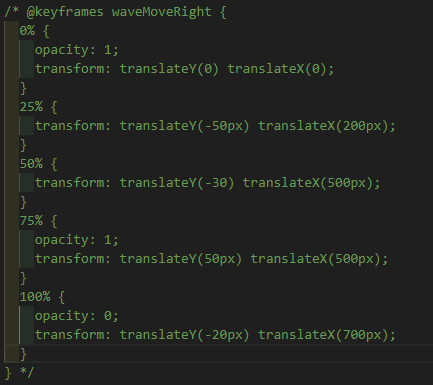 /* @keyframes waveMoveRight {
0% {
opacity: 1;
transform: translateY(0) translateX(0);
}
25% {
transform: translateY(-50px) translateX(200px);
}
50% {
transform: translateY(-30) translateX(500px);
}
75% {
opacity: 1;
transform: translateY(50px) translateX(500px);
}
100% {
opacity: 0;
transform: translateY(-20px) translateX(700px);
}
} */